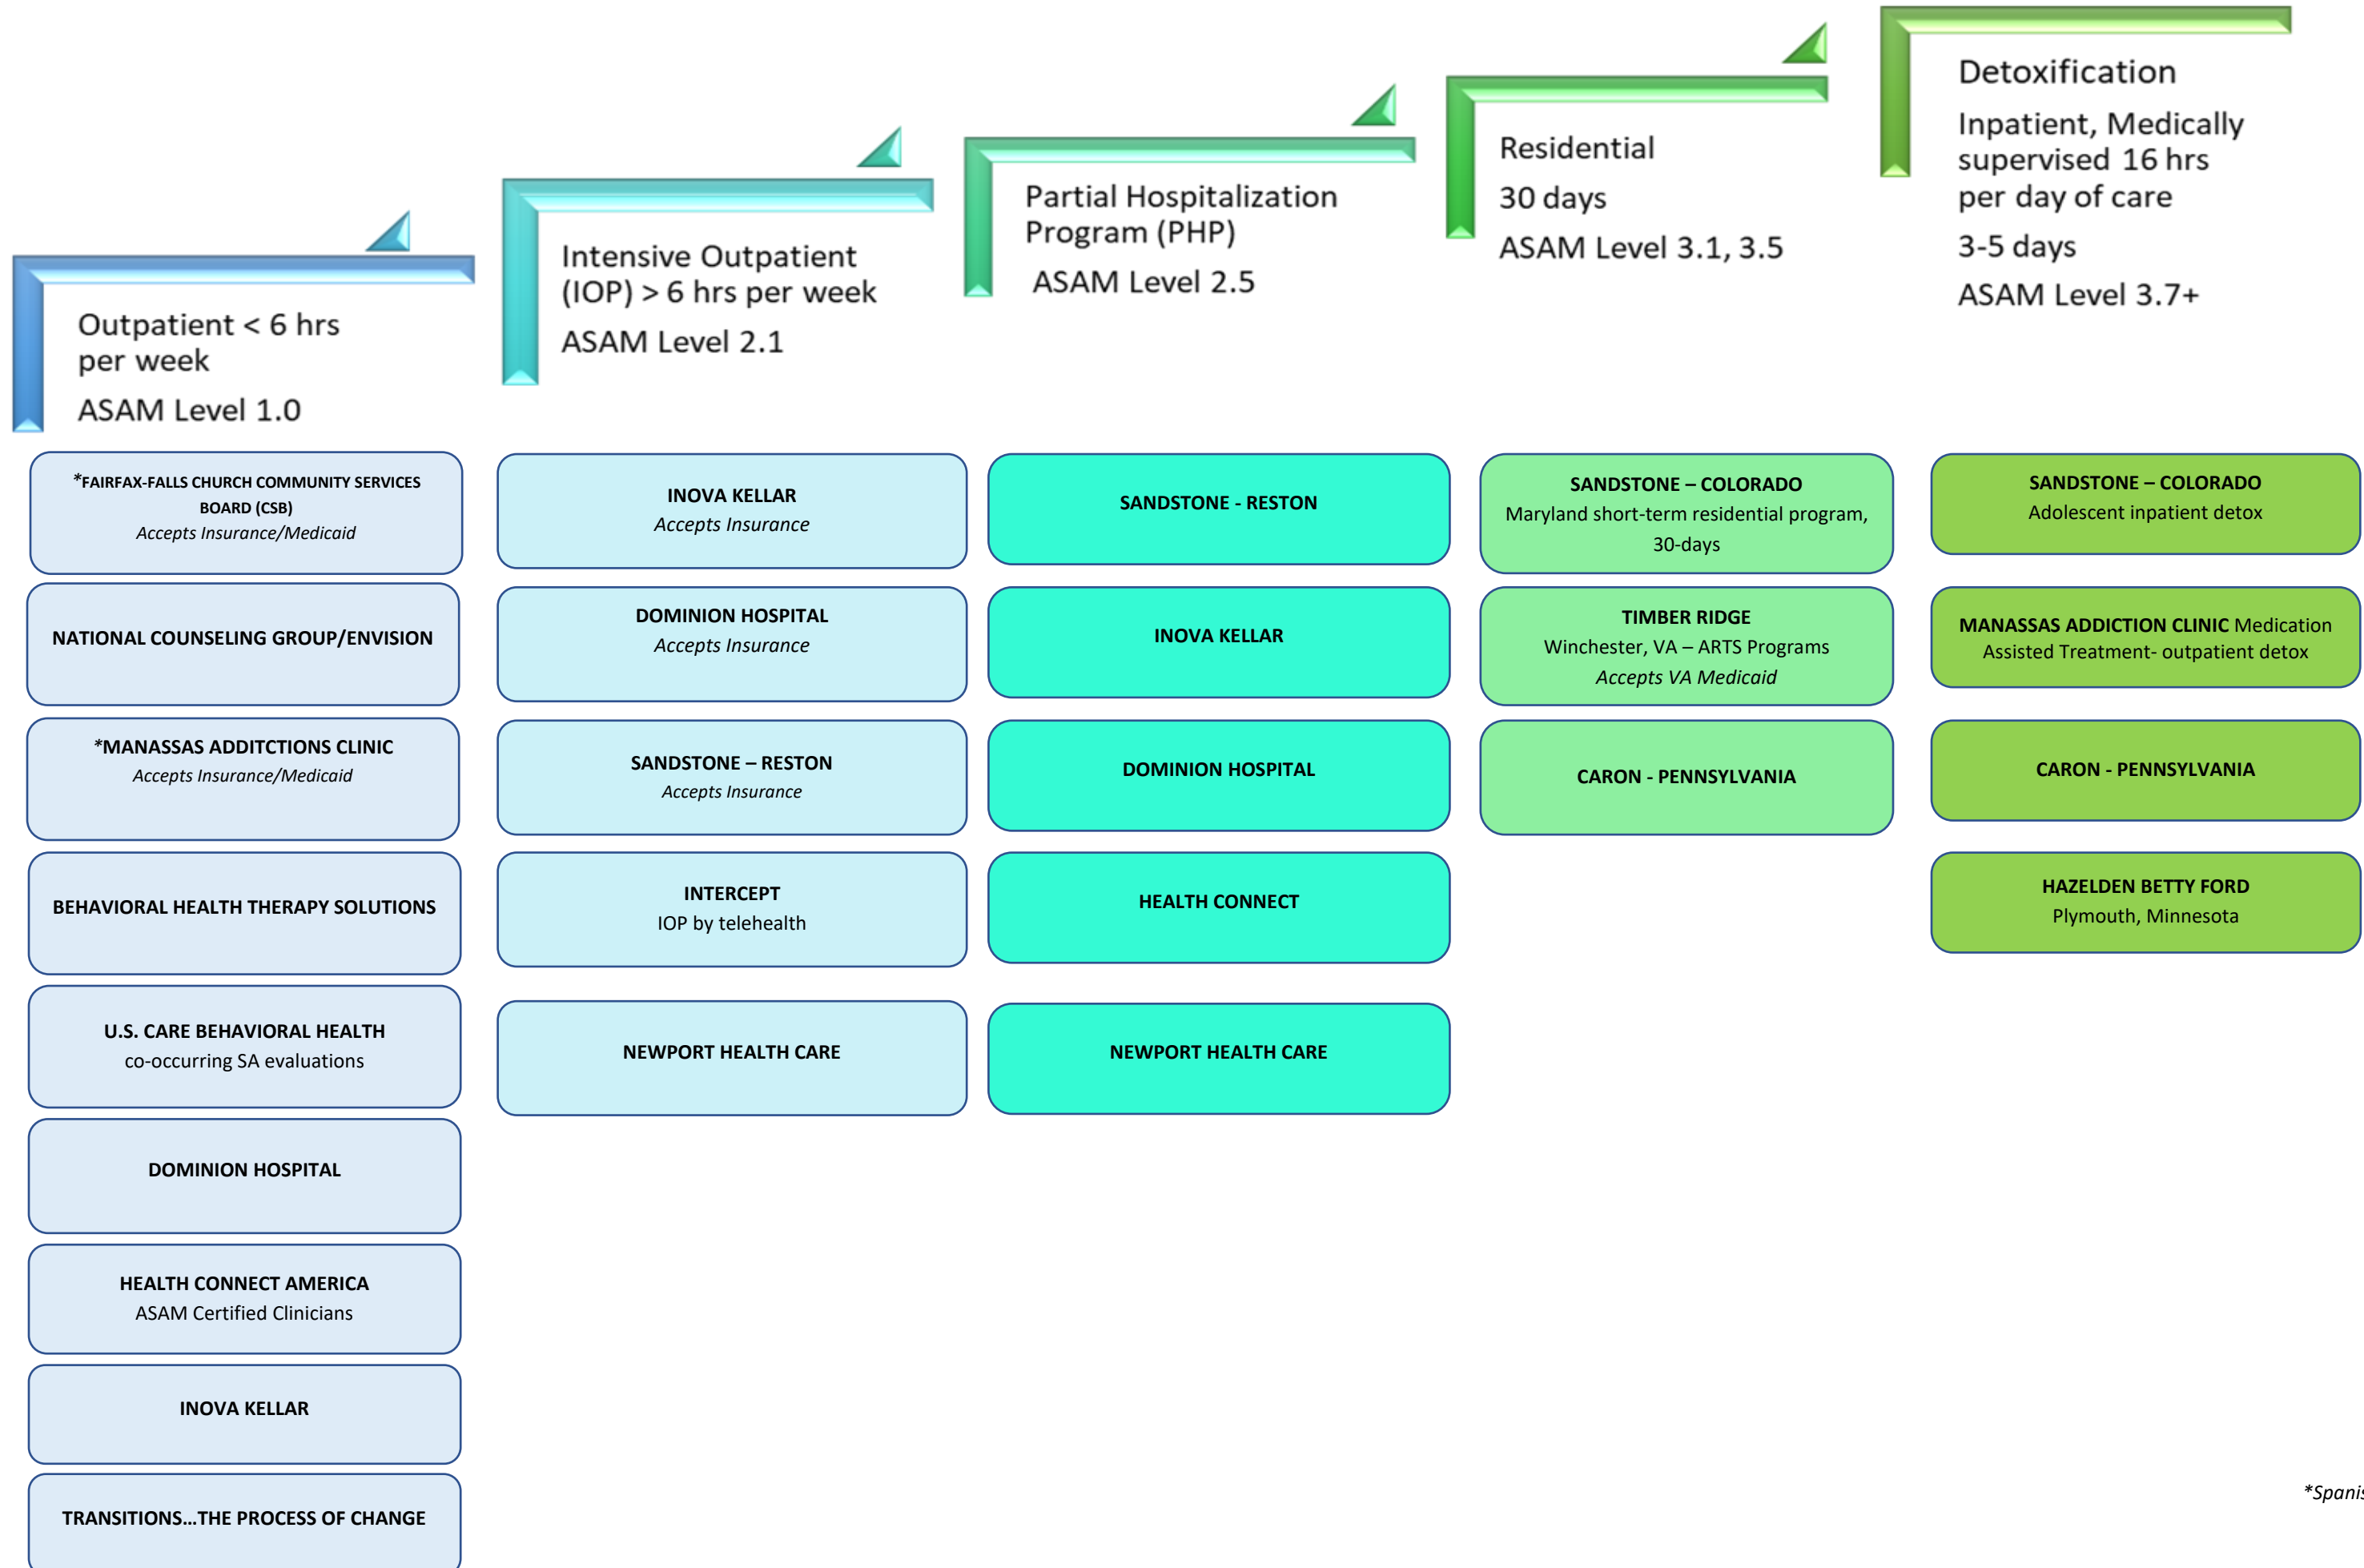 Outpatient < 6 hrs
per week
ASAM Level 1.0
Intensive Outpatient
(IOP) > 6 hrs per week
ASAM Level 2.1
Partial Hospitalization
Program (PHP)
ASAM Level 2.5
Residential
30 days
ASAM Level 3.1, 3.5
Detoxification
Inpatient, Medically
supervised 16 hrs
per day of care
3-5 days
ASAM Level 3.7+
*FAIRFAX-FALLS CHURCH COMMUNITY SERVICES
BOARD (CSB)
Accepts Insurance/Medicaid
NATIONAL COUNSELING GROUP/ENVISION
*MANASSAS ADDITCTIONS CLINIC
Accepts Insurance/Medicaid
BEHAVIORAL HEALTH THERAPY SOLUTIONS
U.S. CARE BEHAVIORAL HEALTH
co-occurring SA evaluations
DOMINION HOSPITAL
HEALTH CONNECT AMERICA
ASAM Certified Clinicians
INOVA KELLAR
TRANSITIONS...THE PROCESS OF CHANGE
INOVA KELLAR
Accepts Insurance
DOMINION HOSPITAL
Accepts Insurance
SANDSTONE – RESTON
Accepts Insurance
INTERCEPT
IOP by telehealth
NEWPORT HEALTH CARE
SANDSTONE - RESTON
INOVA KELLAR
DOMINION HOSPITAL
HEALTH CONNECT
NEWPORT HEALTH CARE
SANDSTONE – COLORADO
Maryland short-term residential program,
30-days
TIMBER RIDGE
Winchester, VA – ARTS Programs
Accepts VA Medicaid
CARON - PENNSYLVANIA
SANDSTONE – COLORADO
Adolescent inpatient detox
MANASSAS ADDICTION CLINIC Medication
Assisted Treatment- outpatient detox
CARON - PENNSYLVANIA
HAZELDEN BETTY FORD
Plymouth, Minnesota
*Spanis